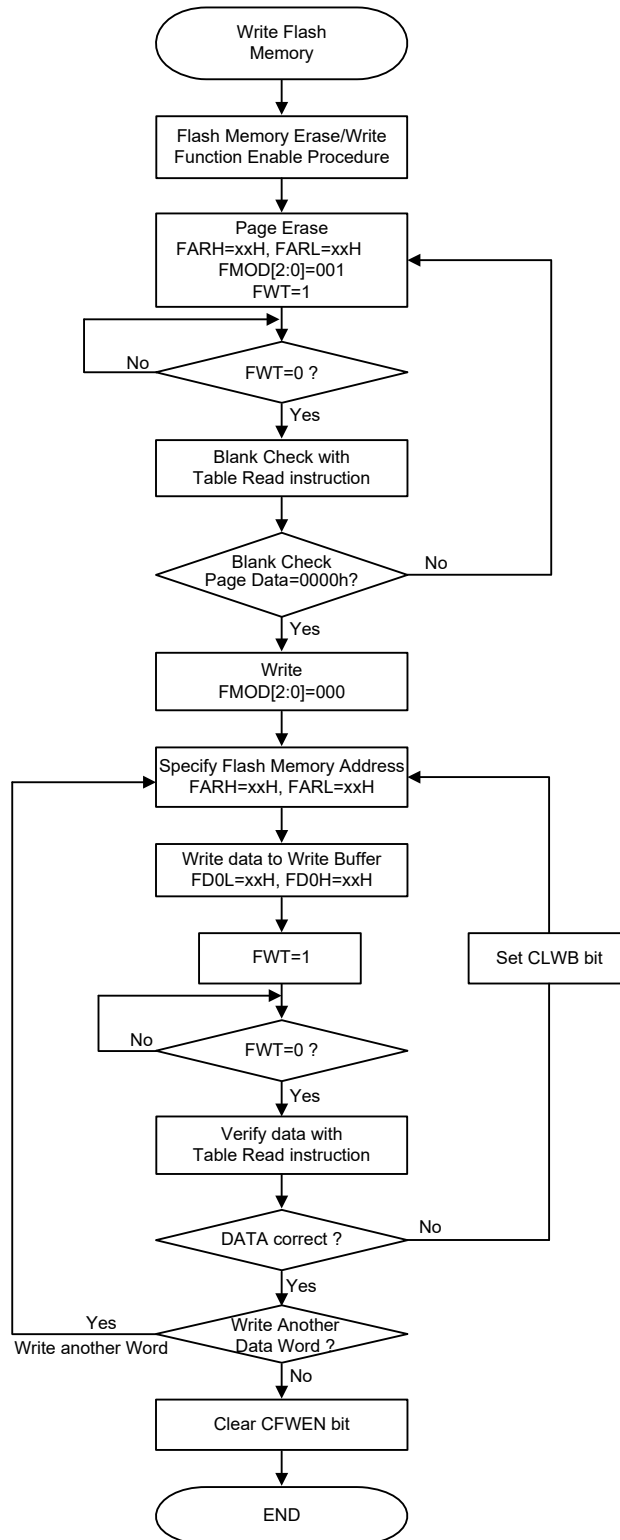 Write Flash
Memory
Flash Memory Erase/Write
Function Enable Procedure
Page Erase
FARH=xxH, FARL=xxH
FMOD[2:0]=001
FWT=1
No
FWT=0 ?
Yes
Blank Check with
Table Read instruction
Blank Check
Page Data=0000h?
No
Yes
Write
FMOD[2:0]=000
Specify Flash Memory Address
FARH=xxH, FARL=xxH
Write data to Write Buffer
FD0L=xxH, FD0H=xxH
FWT=1
Set CLWB bit
No
FWT=0 ?
Yes
Verify data with
Table Read instruction
DATA correct ?
No
Yes
Yes
Write another Word
Write Another
Data Word ?
No
Clear CFWEN bit
END